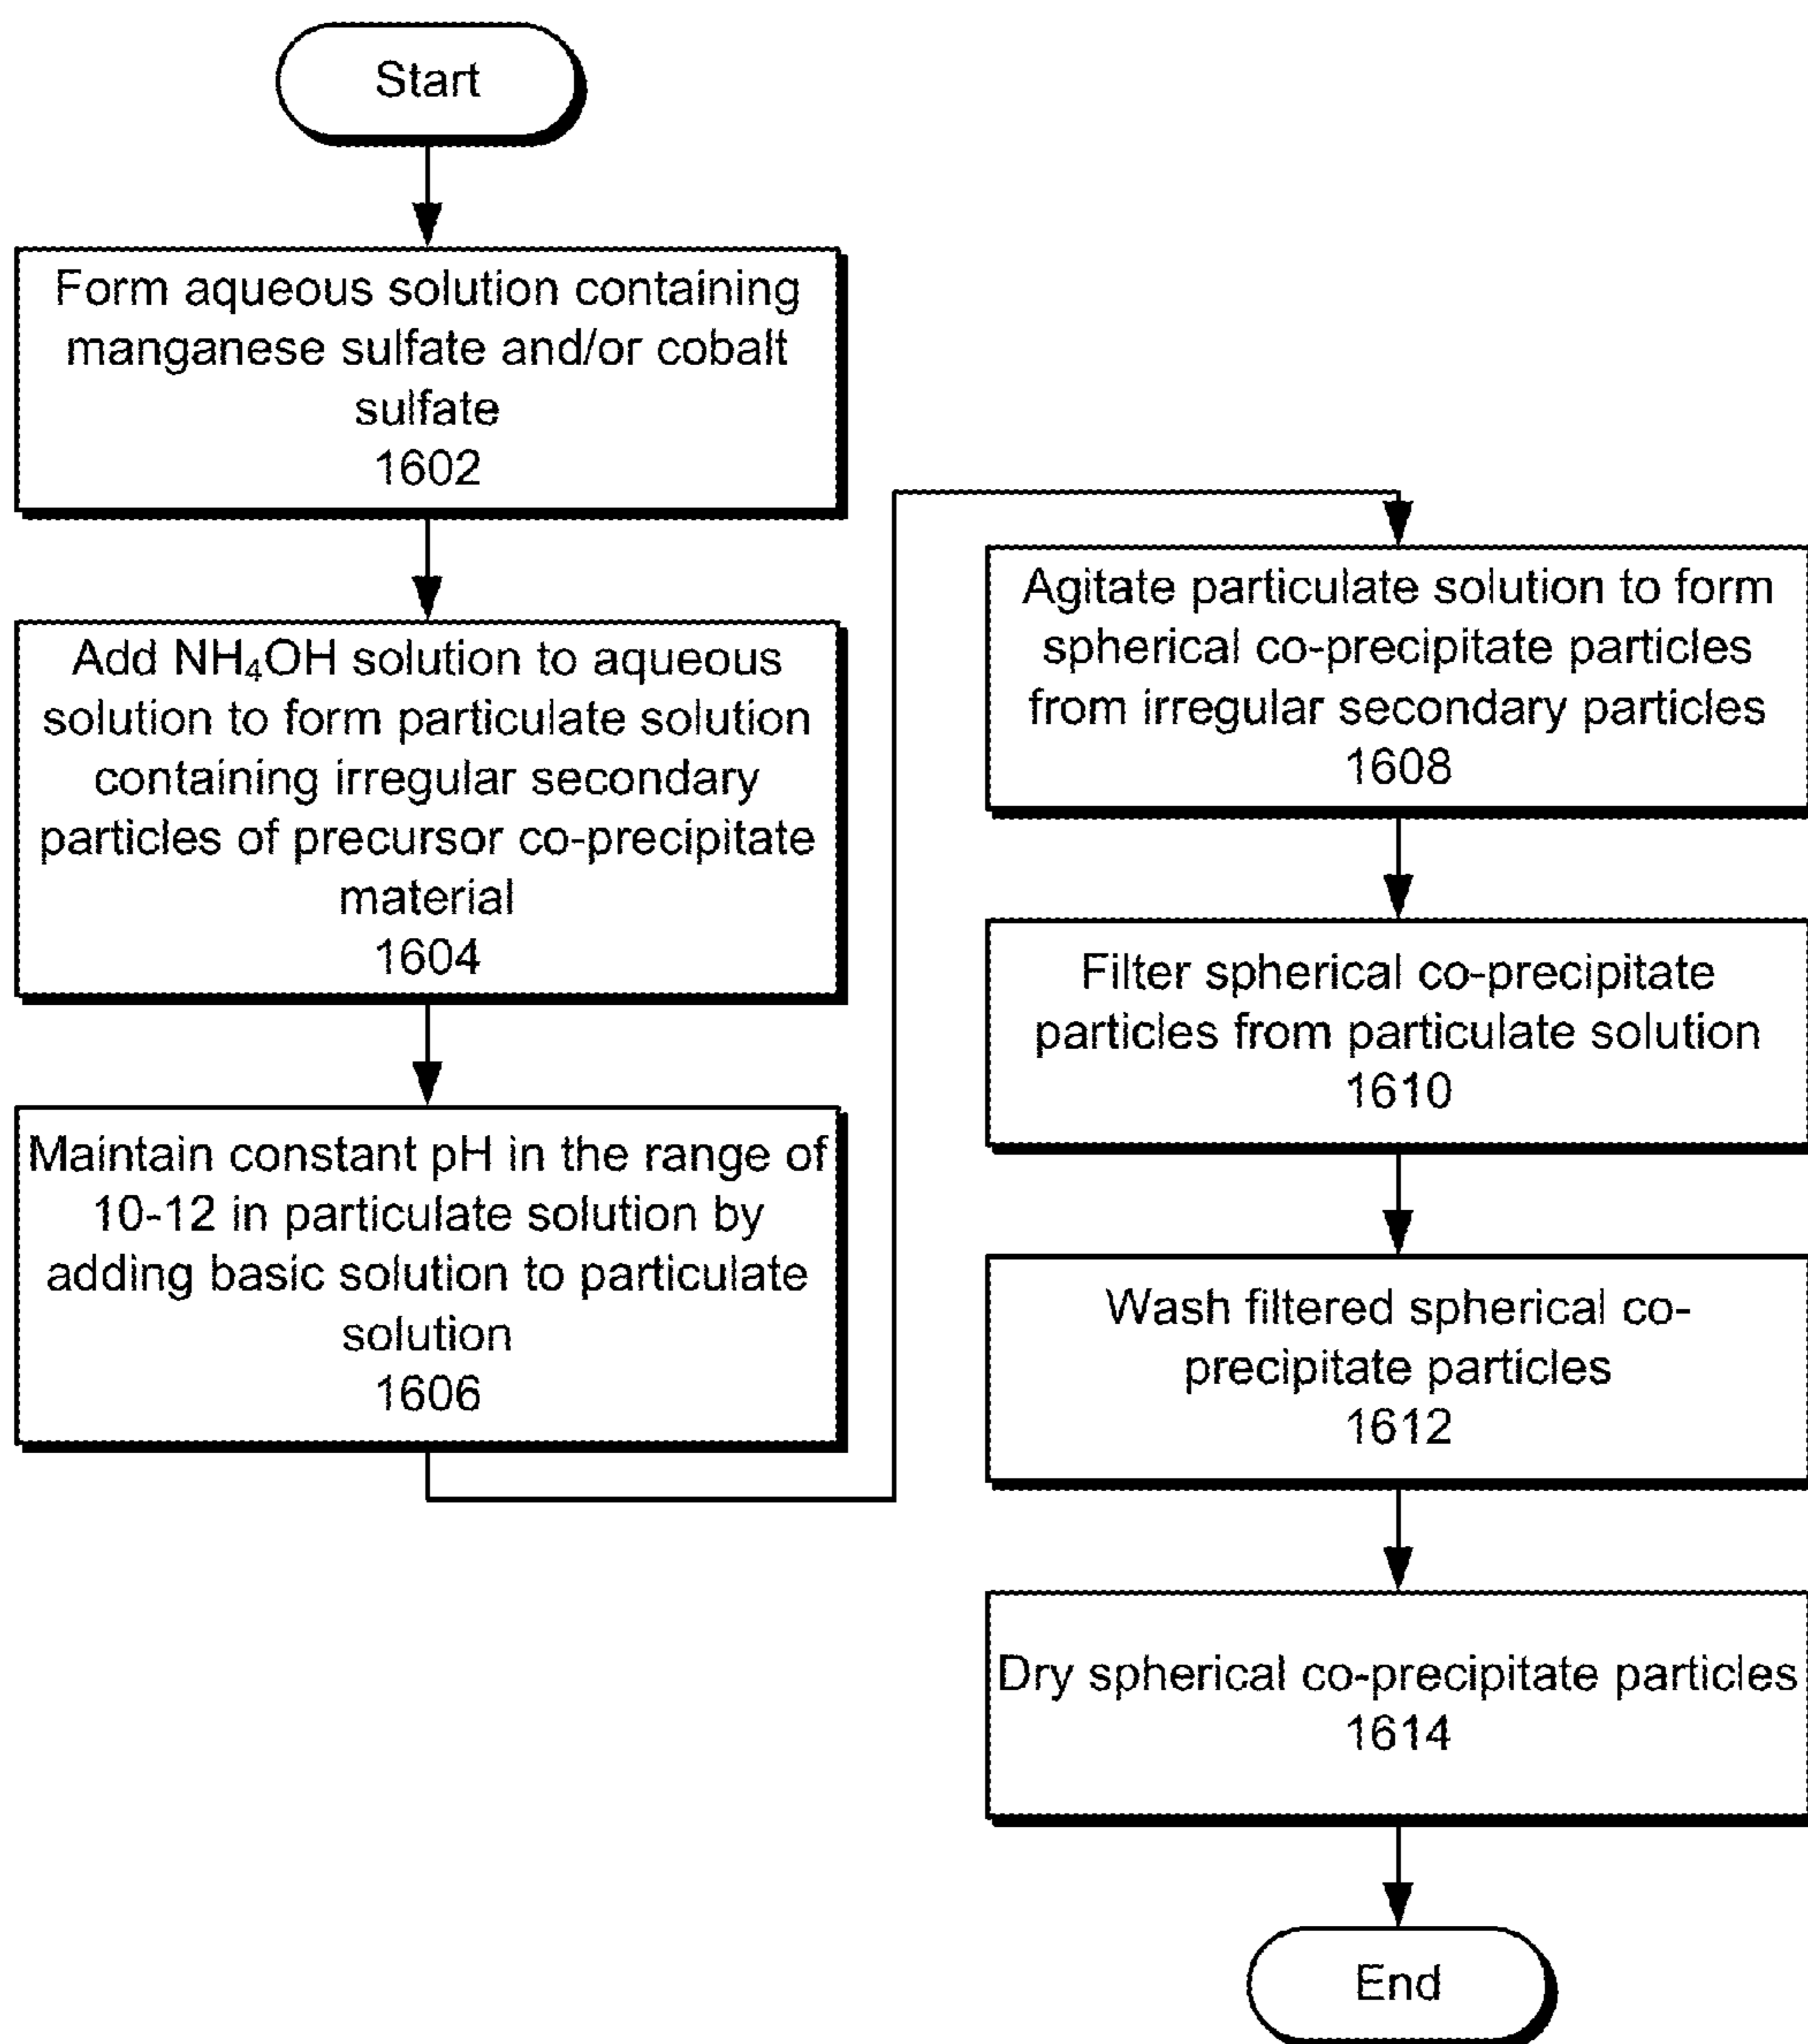 Start
Form aqueous solution containing
manganese sulfate and/or cobalt
sulfate
1602
Add NH₄OH solution to aqueous
solution to form particulate solution
containing irregular secondary
particles of precursor co-precipitate
material
1604
Maintain constant pH in the range of
10-12 in particulate solution by
adding basic solution to particulate
solution
1606
Agitate particulate solution to form
spherical co-precipitate particles
from irregular secondary particles
1608
Filter spherical co-precipitate
particles from particulate solution
1610
Wash filtered spherical co-
precipitate particles
1612
Dry spherical co-precipitate particles
1614
End